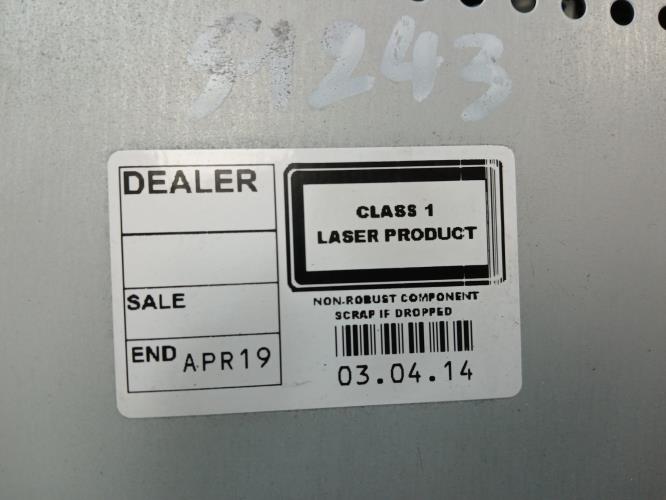 91243
DEALER
SALE
END APR19
CLASS 1
LASER PRODUCT
NON-ROBUST COMPONENT
SCRAP IF DROPPED
03.04.14